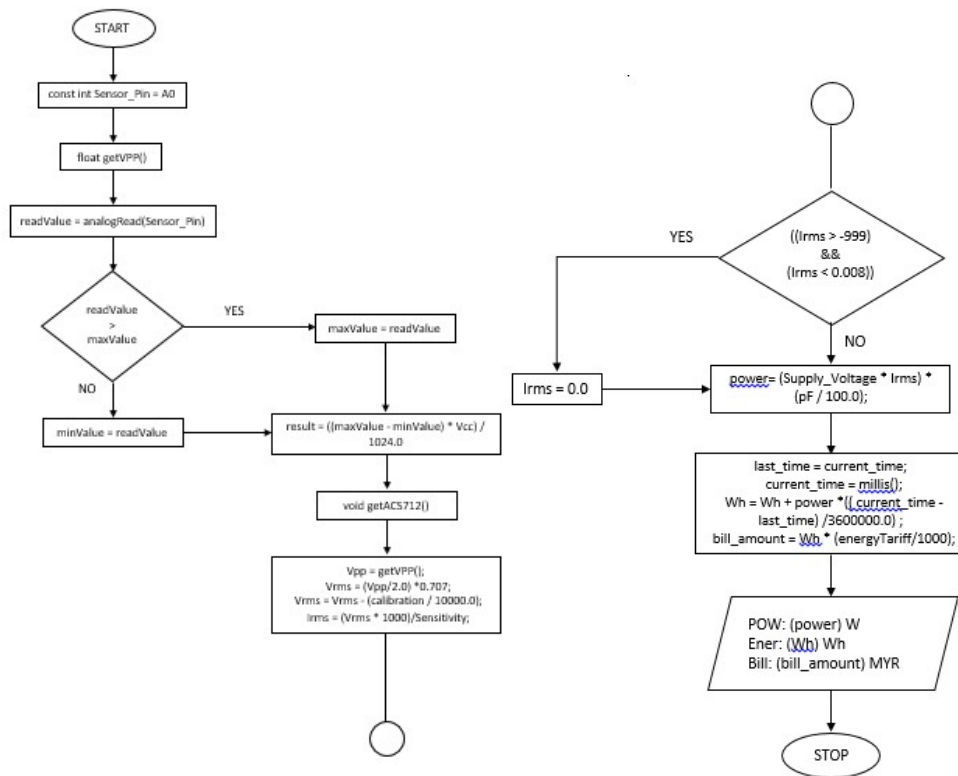 START
const int Sensor_Pin = A0
float getVPP()
readValue = analogRead(Sensor_Pin)
readValue
>
maxValue
YES
NO
maxValue = readValue
minValue = readValue
result = ((maxValue - minValue) * Vcc) /
1024.0
void getACS712()
Vpp = getVPP();
Vrms = (Vpp/2.0) *0.707;
Vrms = Vrms - (calibration / 10000.0);
Irms = (Vrms * 1000)/Sensitivity;
((Irms > -999)
&&
(Irms < 0.008))
YES
NO
Irms = 0.0
power= (Supply_Voltage * Irms) *
(pF / 100.0);
last_time = current_time;
current_time = millis();
Wh = Wh + power *(( current_time -
last_time) /3600000.0) ;
bill_amount = Wh * (energyTariff/1000);
POW: (power) W
Ener: (Wh) Wh
Bill: (bill_amount) MYR
STOP